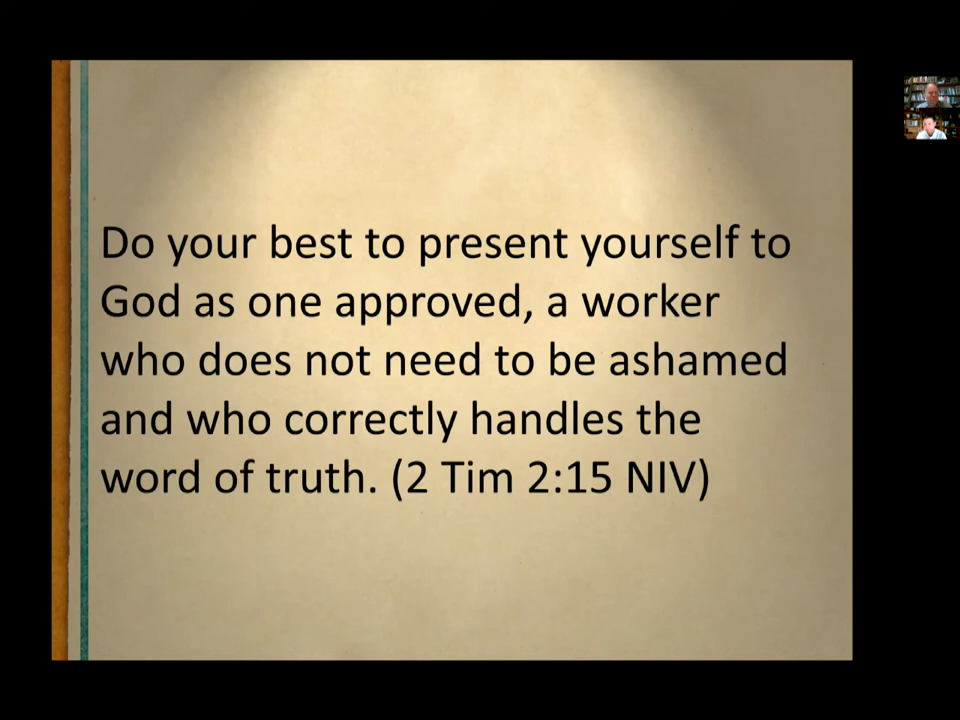 Do your best to present yourself to
God as one approved, a worker
who does not need to be ashamed
and who correctly handles the
word of truth. (2 Tim 2:15 NIV)